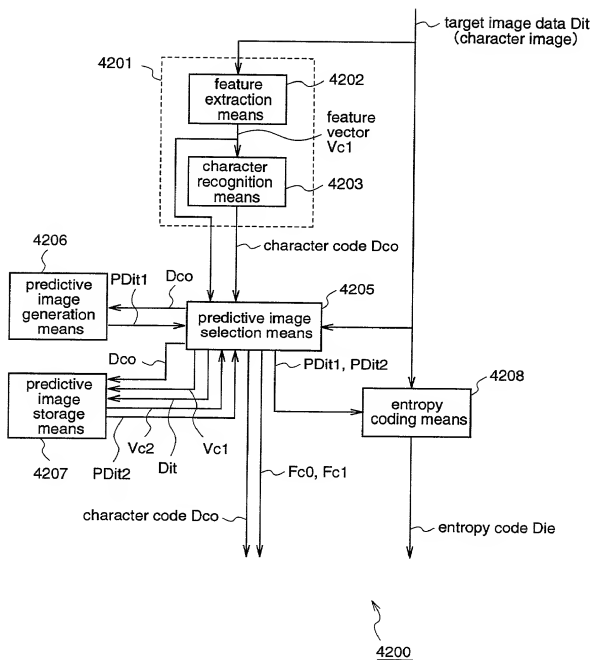 target image data Dit
(character image)
4201
4202
feature
extraction
means
feature
vector
Vc1
character
recognition
means
4203
character code Dco
4206
PDit1
Dco
4205
predictive
image
generation
means
predictive image
selection means
Dco
PDit1, PDit2
4208
predictive
image
storage
means
entropy
coding means
4207
PDit2
Vc2
Dit
Vc1
Fc0, Fc1
character code Dco
entropy code Die
4200